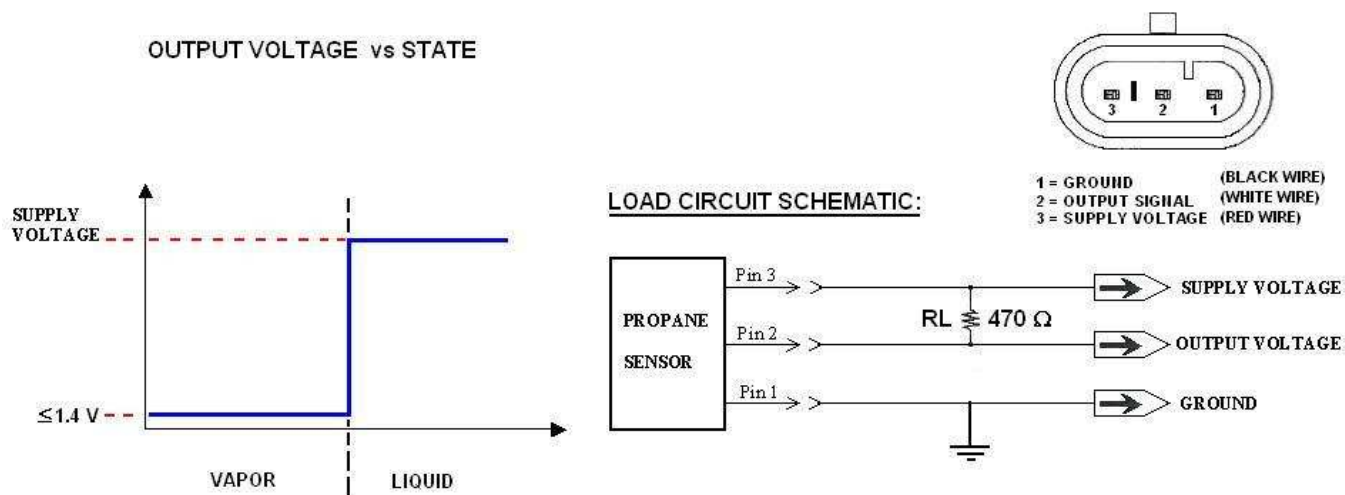 OUTPUT VOLTAGE vs STATE
SUPPLY
VOLTAGE
≤1.4 V
VAPOR
LIQUID
3 2 1
1 = GROUND (BLACK WIRE)
2 = OUTPUT SIGNAL (WHITE WIRE)
3 = SUPPLY VOLTAGE (RED WIRE)
LOAD CIRCUIT SCHEMATIC:
PROPANE
SENSOR
Pin 3
Pin 2
Pin 1
RL 470 Ω
SUPPLY VOLTAGE
OUTPUT VOLTAGE
GROUND